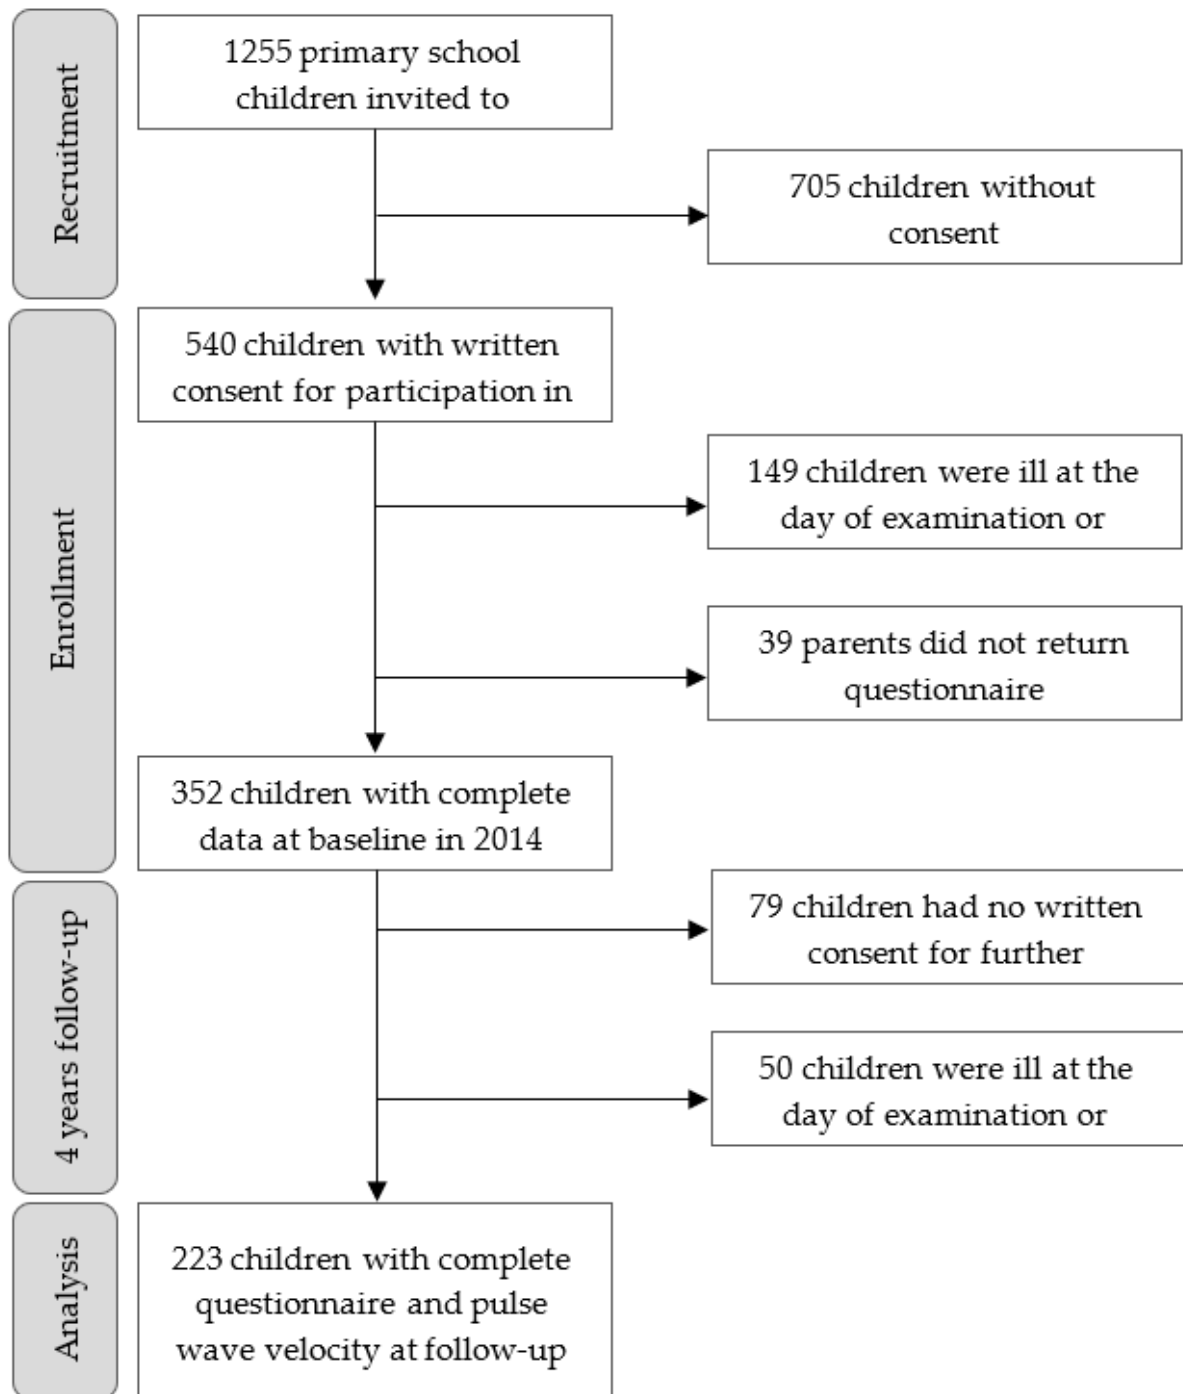 Recruitment
1255 primary school
children invited to
705 children without
consent
Enrollment
540 children with written
consent for participation in
149 children were ill at the
day of examination or
39 parents did not return
questionnaire
352 children with complete
data at baseline in 2014
4 years follow-up
79 children had no written
consent for further
50 children were ill at the
day of examination or
Analysis
223 children with complete
questionnaire and pulse
wave velocity at follow-up